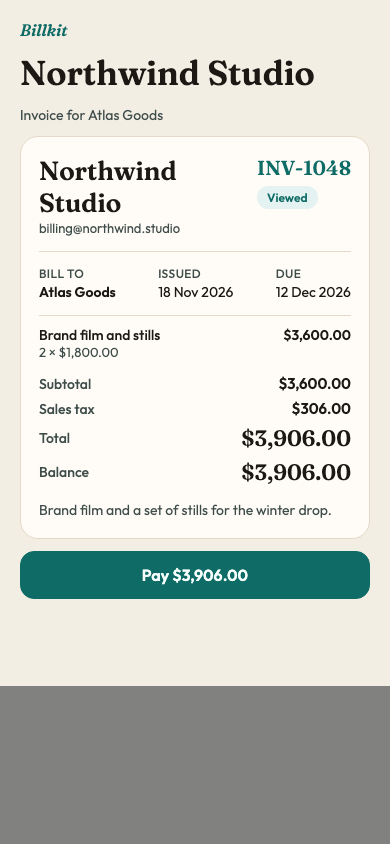 Billkit
Northwind Studio
Invoice for Atlas Goods
Northwind
Studio
billing@northwind.studio
INV-1048
Viewed
BILL TO
Atlas Goods
ISSUED
18 Nov 2026
DUE
12 Dec 2026
Brand film and stills
$3,600.00
2 × $1,800.00
Subtotal
$3,600.00
Sales tax
$306.00
Total
$3,906.00
Balance
$3,906.00
Brand film and a set of stills for the winter drop.
Pay $3,906.00